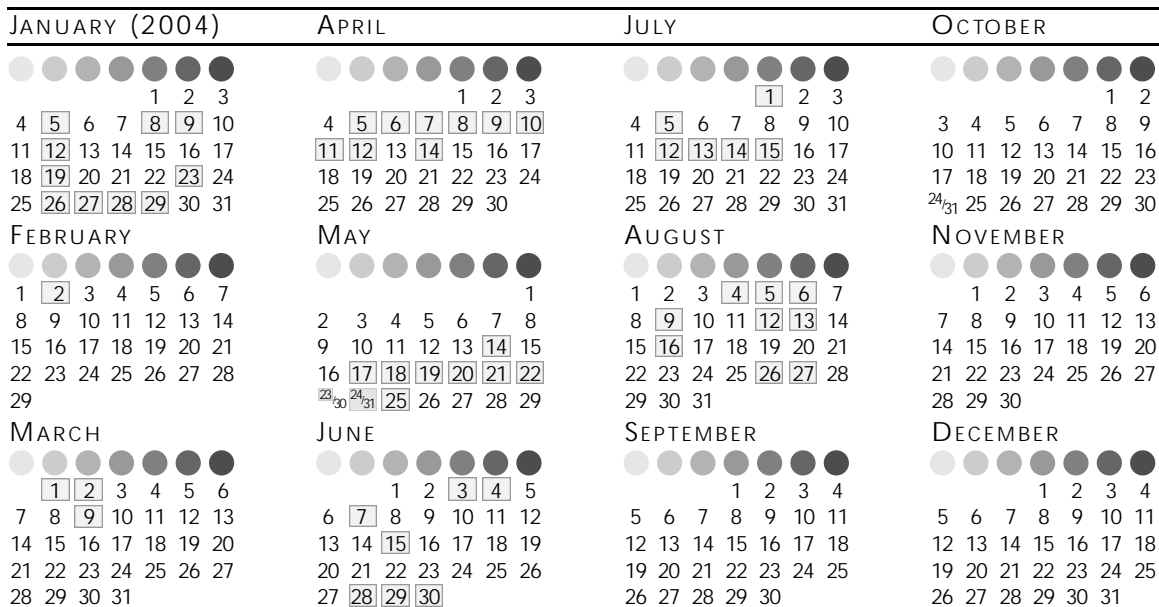 JANUARY (2004)
1 2 3
4 5 6 7 8 9 10
11 12 13 14 15 16 17
18 19 20 21 22 23 24
25 26 27 28 29 30 31
FEBRUARY
1 2 3 4 5 6 7
8 9 10 11 12 13 14
15 16 17 18 19 20 21
22 23 24 25 26 27 28
29
MARCH
1 2 3 4 5 6
7 8 9 10 11 12 13
14 15 16 17 18 19 20
21 22 23 24 25 26 27
28 29 30 31
APRIL
1 2 3
4 5 6 7 8 9 10
11 12 13 14 15 16 17
18 19 20 21 22 23 24
25 26 27 28 29 30
MAY
1
2 3 4 5 6 7 8
9 10 11 12 13 14 15
16 17 18 19 20 21 22
23/30 24/31 25 26 27 28 29
JUNE
1 2 3 4 5
6 7 8 9 10 11 12
13 14 15 16 17 18 19
20 21 22 23 24 25 26
27 28 29 30
JULY
1 2 3
4 5 6 7 8 9 10
11 12 13 14 15 16 17
18 19 20 21 22 23 24
25 26 27 28 29 30 31
AUGUST
1 2 3 4 5 6 7
8 9 10 11 12 13 14
15 16 17 18 19 20 21
22 23 24 25 26 27 28
29 30 31
SEPTEMBER
1 2 3 4
5 6 7 8 9 10 11
12 13 14 15 16 17 18
19 20 21 22 23 24 25
26 27 28 29 30
OCTOBER
1 2
3 4 5 6 7 8 9
10 11 12 13 14 15 16
17 18 19 20 21 22 23
24/31 25 26 27 28 29 30
NOVEMBER
1 2 3 4 5 6
7 8 9 10 11 12 13
14 15 16 17 18 19 20
21 22 23 24 25 26 27
28 29 30
DECEMBER
1 2 3 4
5 6 7 8 9 10 11
12 13 14 15 16 17 18
19 20 21 22 23 24 25
26 27 28 29 30 31